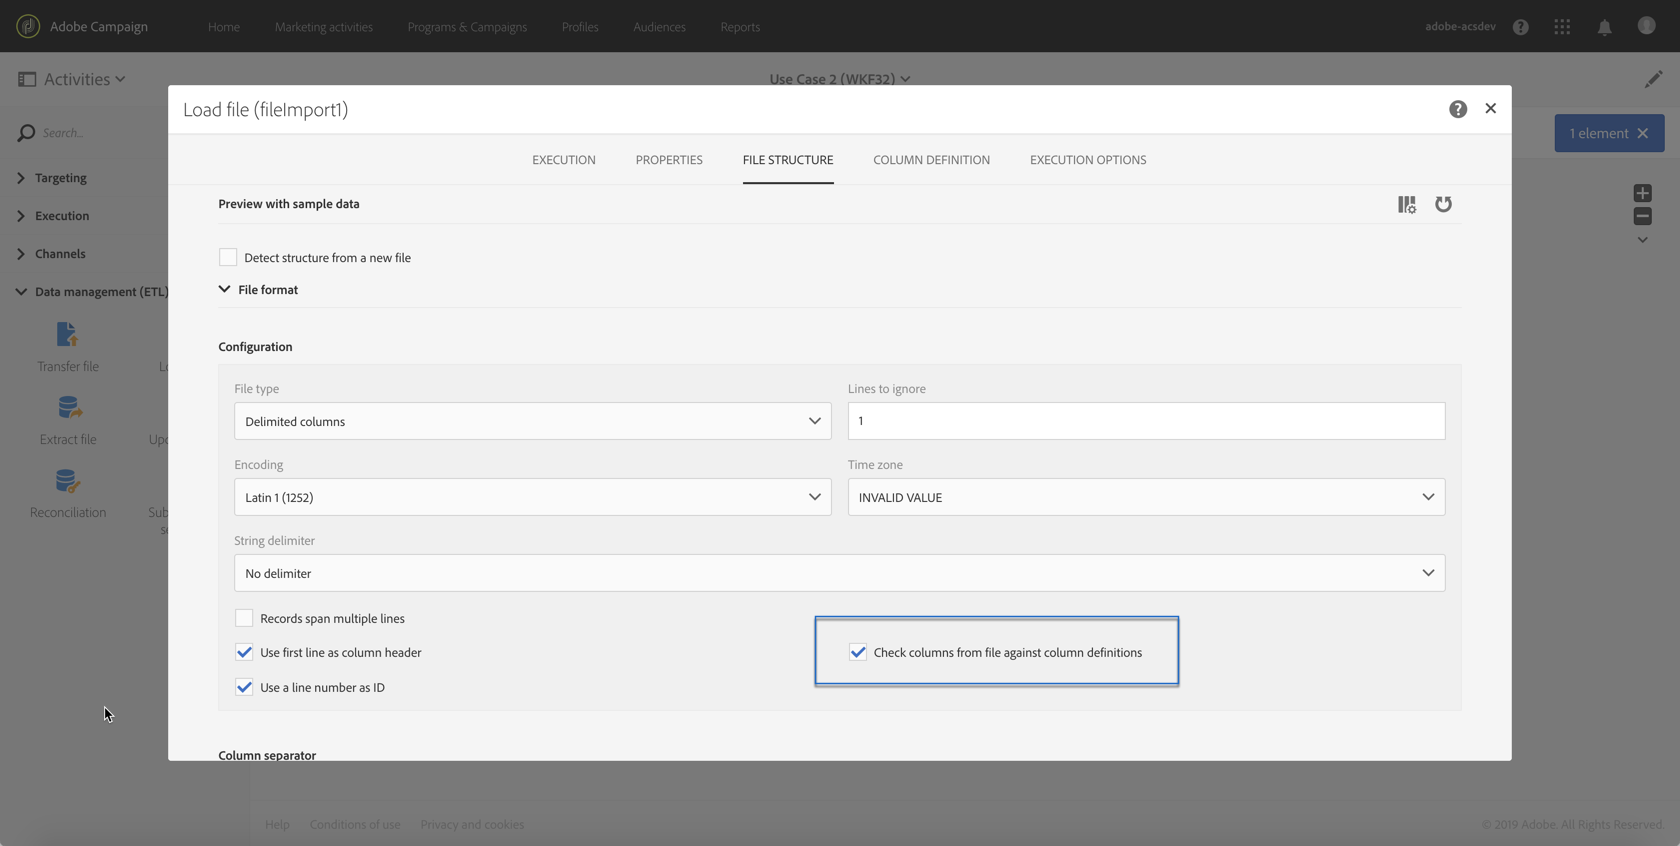 Adobe Campaign
Home
Marketing activities
Programs & Campaigns
Profiles
Audiences
Reports
adobe-acsdev
Activities
Use Case 2 (WKF32)
Load file (fileImport1)
Search...
1 element
EXECUTION
PROPERTIES
FILE STRUCTURE
COLUMN DEFINITION
EXECUTION OPTIONS
Targeting
Execution
Channels
Data management (ETL)
Transfer file
Extract file
Reconciliation
Preview with sample data
Detect structure from a new file
File format
Configuration
File type
Delimited columns
Lines to ignore
1
Encoding
Latin 1 (1252)
Time zone
INVALID VALUE
String delimiter
No delimiter
Records span multiple lines
Use first line as column header
Check columns from file against column definitions
Use a line number as ID
Column separator
Help
Conditions of use
Privacy and cookies
© 2019 Adobe. All Rights Reserved.